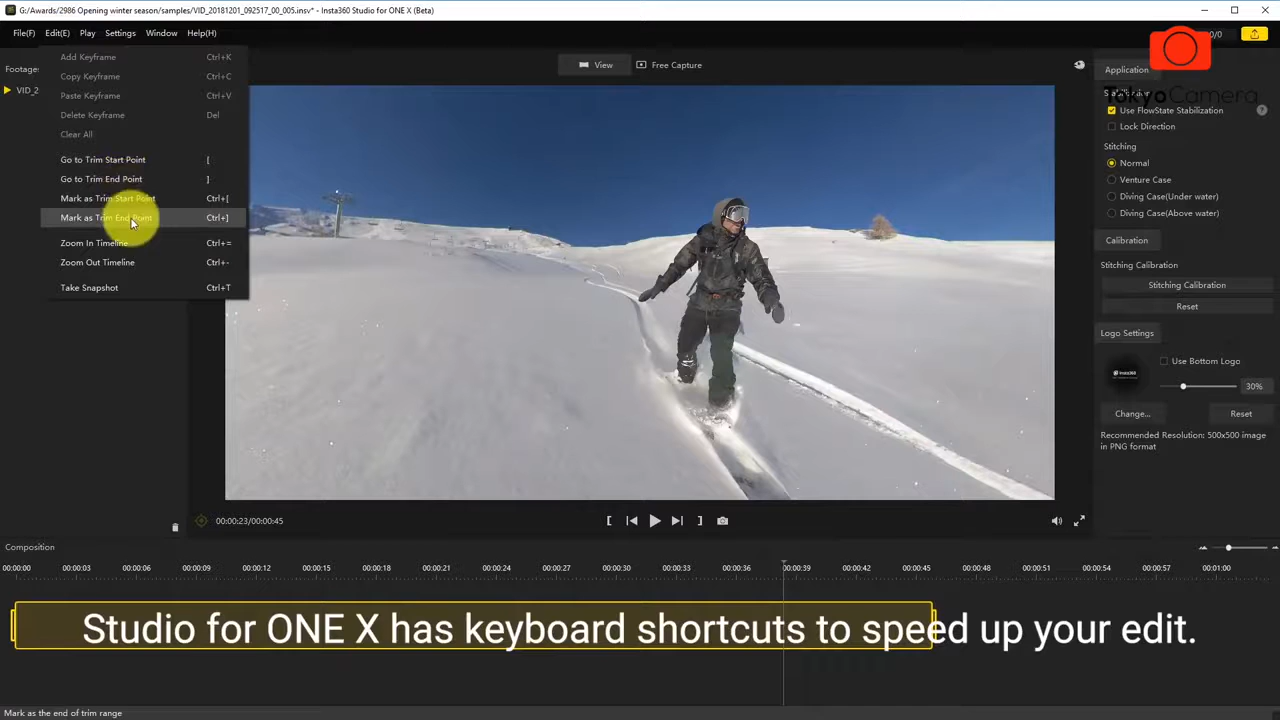 G:/Awards/2986 Opening winter season/samples/VID_20181201_092517_00_005.insv* - Insta360 Studio for ONE X (Beta)
File(F) Edit(E) Play Settings Window Help(H)
0/0
TokyoCamera
Footage
VID_2
Add Keyframe Ctrl+K
Copy Keyframe Ctrl+C
Paste Keyframe Ctrl+V
Delete Keyframe Del
Clear All
Go to Trim Start Point [
Go to Trim End Point ]
Mark as Trim Start Point Ctrl+[
Mark as Trim End Point Ctrl+]
Zoom In Timeline Ctrl+=
Zoom Out Timeline Ctrl+-
Take Snapshot Ctrl+T
View Free Capture
Application
Stabilization
Use FlowState Stabilization ?
Lock Direction
Stitching
Normal
Venture Case
Diving Case(Under water)
Diving Case(Above water)
Calibration
Stitching Calibration
Stitching Calibration
Reset
Logo Settings
Insta360
Use Bottom Logo
30%
Change... Reset
Recommended Resolution: 500x500 image
in PNG format
00:00:23/00:00:45
Composition
00:00:00 00:00:03 00:00:06 00:00:09 00:00:12 00:00:15 00:00:18 00:00:21 00:00:24 00:00:27 00:00:30 00:00:33 00:00:36 00:00:39 00:00:42 00:00:45 00:00:48 00:00:51 00:00:54 00:00:57 00:01:00
Studio for ONE X has keyboard shortcuts to speed up your edit.
Mark as the end of trim range